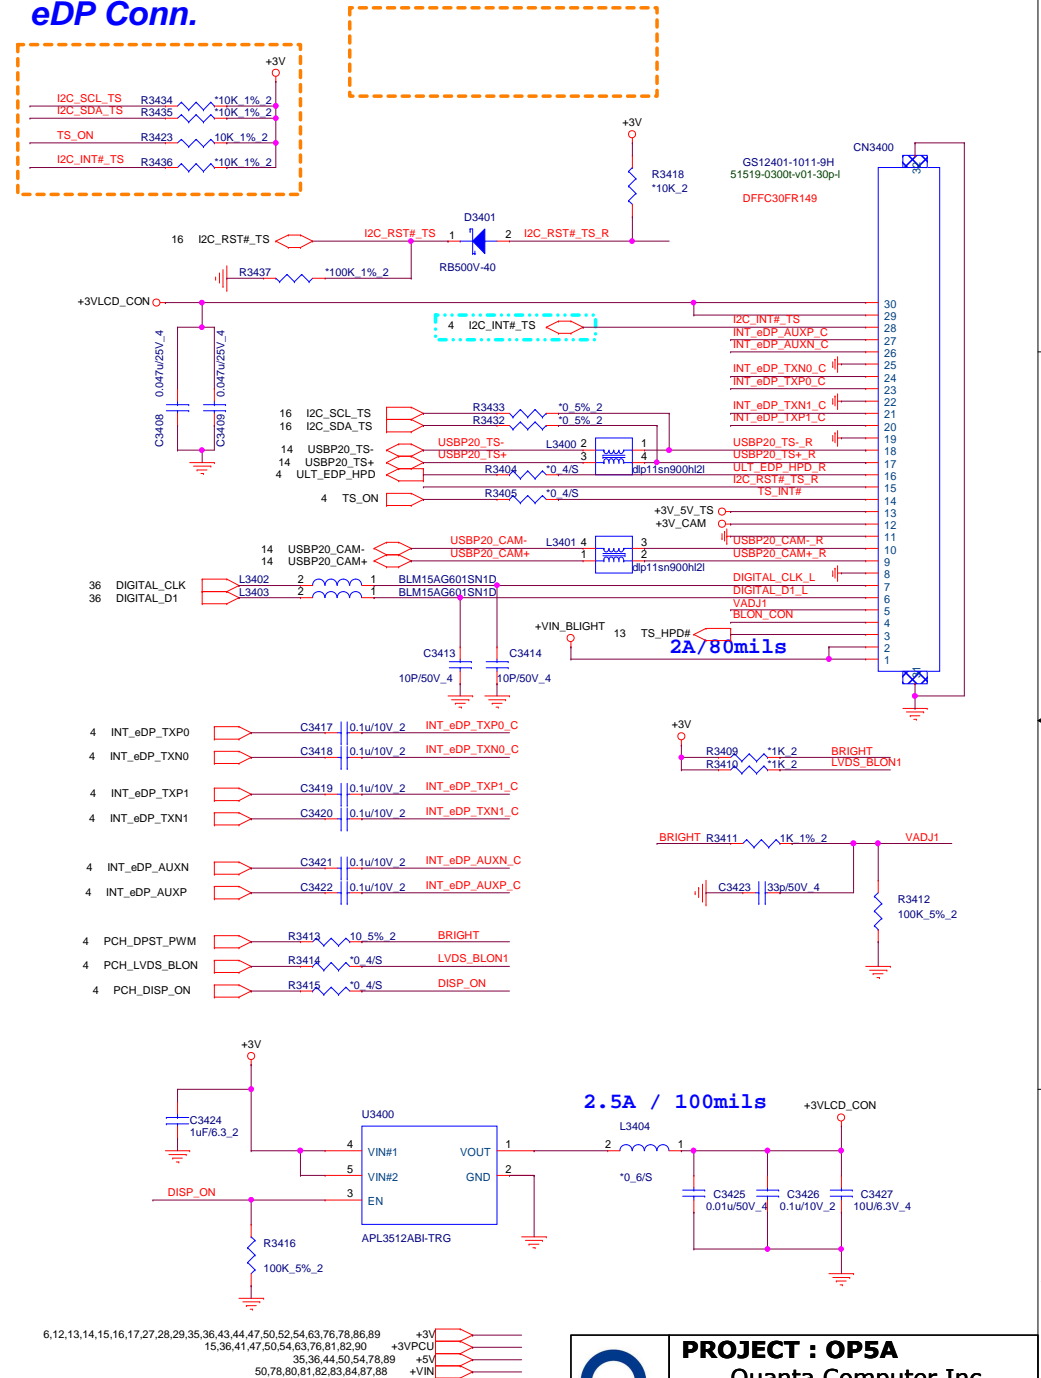 eDP Conn.
+3V
I2C_SCL_TS R3434 *10K_1%_2
I2C_SDA_TS R3435 *10K_1%_2
TS_ON R3423 10K_1%_2
I2C_INT#_TS R3436 *10K_1%_2
+3V
R3418
*10K_2
CN3400
GS12401-1011-9H
51519-0300t-v01-30p-l
DFFC30FR149
D3401
16 I2C_RST#_TS I2C_RST#_TS 1 2 I2C_RST#_TS_R
RB500V-40
R3437 *100K_1%_2
+3VLCD_CON
C3408 0.047u/25V_4
C3409 0.047u/25V_4
4 I2C_INT#_TS
30
29
I2C_INT#_TS 28
INT_eDP_AUXP_C 27
INT_eDP_AUXN_C 26
25
INT_eDP_TXN0_C 24
INT_eDP_TXP0_C 23
22
INT_eDP_TXN1_C 21
INT_eDP_TXP1_C 20
19
16 I2C_SCL_TS R3433 *0_5%_2
16 I2C_SDA_TS R3432 *0_5%_2
14 USBP20_TS- USBP20_TS- L3400 2 1 USBP20_TS-_R 18
14 USBP20_TS+ USBP20_TS+ 3 4 USBP20_TS+_R 17
dlp11sn900hl2l
4 ULT_EDP_HPD R3404 *0_4/S ULT_EDP_HPD_R 16
I2C_RST#_TS_R 15
4 TS_ON R3405 *0_4/S TS_INT# 14
+3V_5V_TS 13
+3V_CAM 12
11
14 USBP20_CAM- USBP20_CAM- L3401 4 3 USBP20_CAM-_R 10
14 USBP20_CAM+ USBP20_CAM+ 1 2 USBP20_CAM+_R 9
dlp11sn900hl2l
8
36 DIGITAL_CLK L3402 2 1 BLM15AG601SN1D DIGITAL_CLK_L 7
36 DIGITAL_D1 L3403 2 1 BLM15AG601SN1D DIGITAL_D1_L 6
VADJ1 5
BLON_CON 4
+VIN_BLIGHT 13 TS_HPD# 3
2A/80mils 2
1
C3413
10P/50V_4
C3414
10P/50V_4
4 INT_eDP_TXP0 C3417 0.1u/10V_2 INT_eDP_TXP0_C
4 INT_eDP_TXN0 C3418 0.1u/10V_2 INT_eDP_TXN0_C
4 INT_eDP_TXP1 C3419 0.1u/10V_2 INT_eDP_TXP1_C
4 INT_eDP_TXN1 C3420 0.1u/10V_2 INT_eDP_TXN1_C
4 INT_eDP_AUXN C3421 0.1u/10V_2 INT_eDP_AUXN_C
4 INT_eDP_AUXP C3422 0.1u/10V_2 INT_eDP_AUXP_C
4 PCH_DPST_PWM R3413 10_5%_2 BRIGHT
4 PCH_LVDS_BLON R3414 *0_4/S LVDS_BLON1
4 PCH_DISP_ON R3415 *0_4/S DISP_ON
+3V
R3409 *1K_2 BRIGHT
R3410 *1K_2 LVDS_BLON1
BRIGHT R3411 1K_1%_2 VADJ1
C3423 33p/50V_4
R3412
100K_5%_2
+3V
C3424
1uF/6.3_2
U3400
4 VIN#1 VOUT 1
5 VIN#2 GND 2
3 EN
APL3512ABI-TRG
DISP_ON
R3416
100K_5%_2
2.5A / 100mils
+3VLCD_CON
L3404
2 1
*0_6/S
C3425
0.01u/50V_4
C3426
0.1u/10V_2
C3427
10U/6.3V_4
6,12,13,14,15,16,17,27,28,29,35,36,43,44,47,50,52,54,63,76,78,86,89 +3V
15,36,41,47,50,54,63,76,81,82,90 +3VPCU
35,36,44,50,54,78,89 +5V
50,78,80,81,82,83,84,87,88 +VIN
PROJECT : OP5A
Quanta Computer Inc.